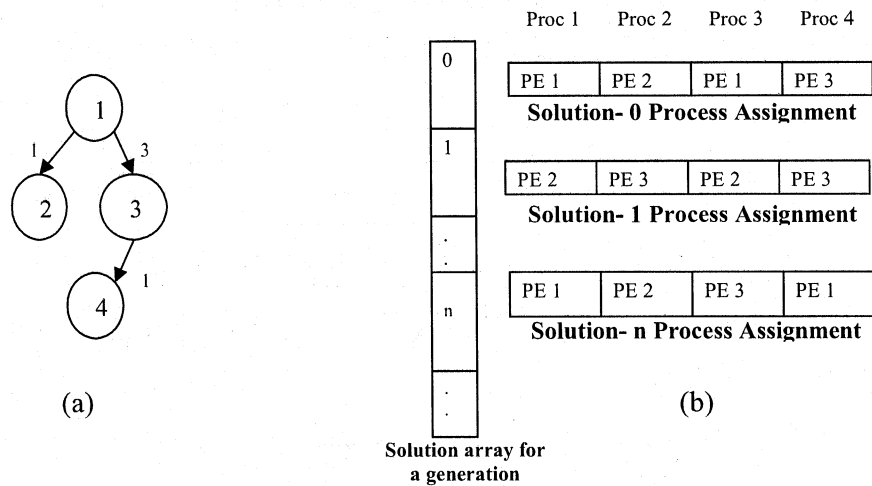 Proc 1 Proc 2 Proc 3 Proc 4
0
PE 1 PE 2 PE 1 PE 3
Solution- 0 Process Assignment
1
1 3
2 3
1
PE 2 PE 3 PE 2 PE 3
Solution- 1 Process Assignment
.
.
1
4
n
PE 1 PE 2 PE 3 PE 1
Solution- n Process Assignment
.
.
(a)
(b)
Solution array for
a generation